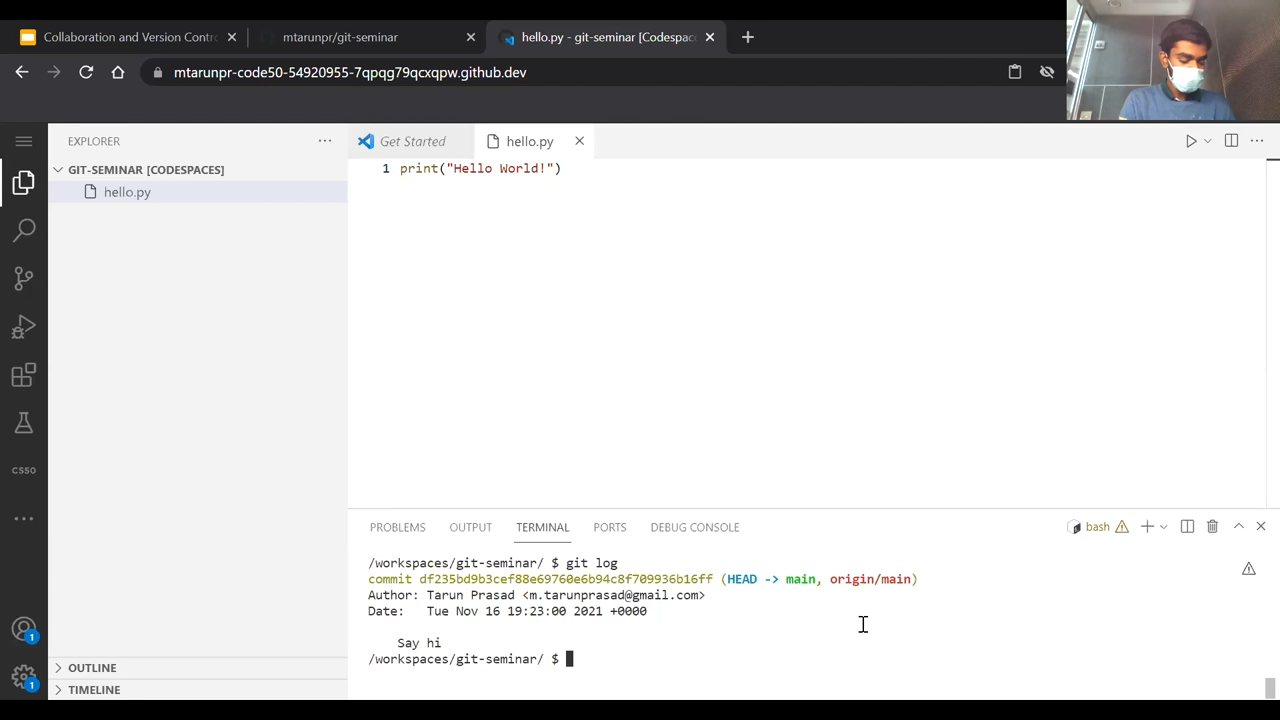 Collaboration and Version Contr
mtarunpr/git-seminar
hello.py - git-seminar [Codespac
mtarunpr-code50-54920955-7qpqg79qcxqpw.github.dev
EXPLORER
GIT-SEMINAR [CODESPACES]
hello.py
CS50
OUTLINE
TIMELINE
1
1
Get Started
hello.py
1 print("Hello World!")
PROBLEMS OUTPUT TERMINAL PORTS DEBUG CONSOLE
bash
/workspaces/git-seminar/ $ git log
commit df235bd9b3cef88e69760e6b94c8f709936b16ff (HEAD -> main, origin/main)
Author: Tarun Prasad <m.tarunprasad@gmail.com>
Date: Tue Nov 16 19:23:00 2021 +0000
Say hi
/workspaces/git-seminar/ $